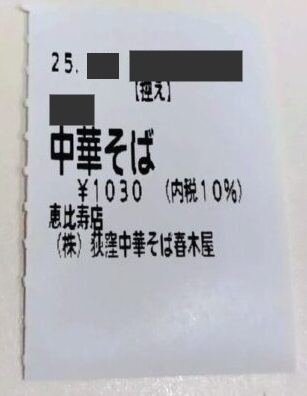 25.
【控え】
中華そば
¥1030 (内税10%)
恵比寿店
(株) 荻窪中華そば春木屋